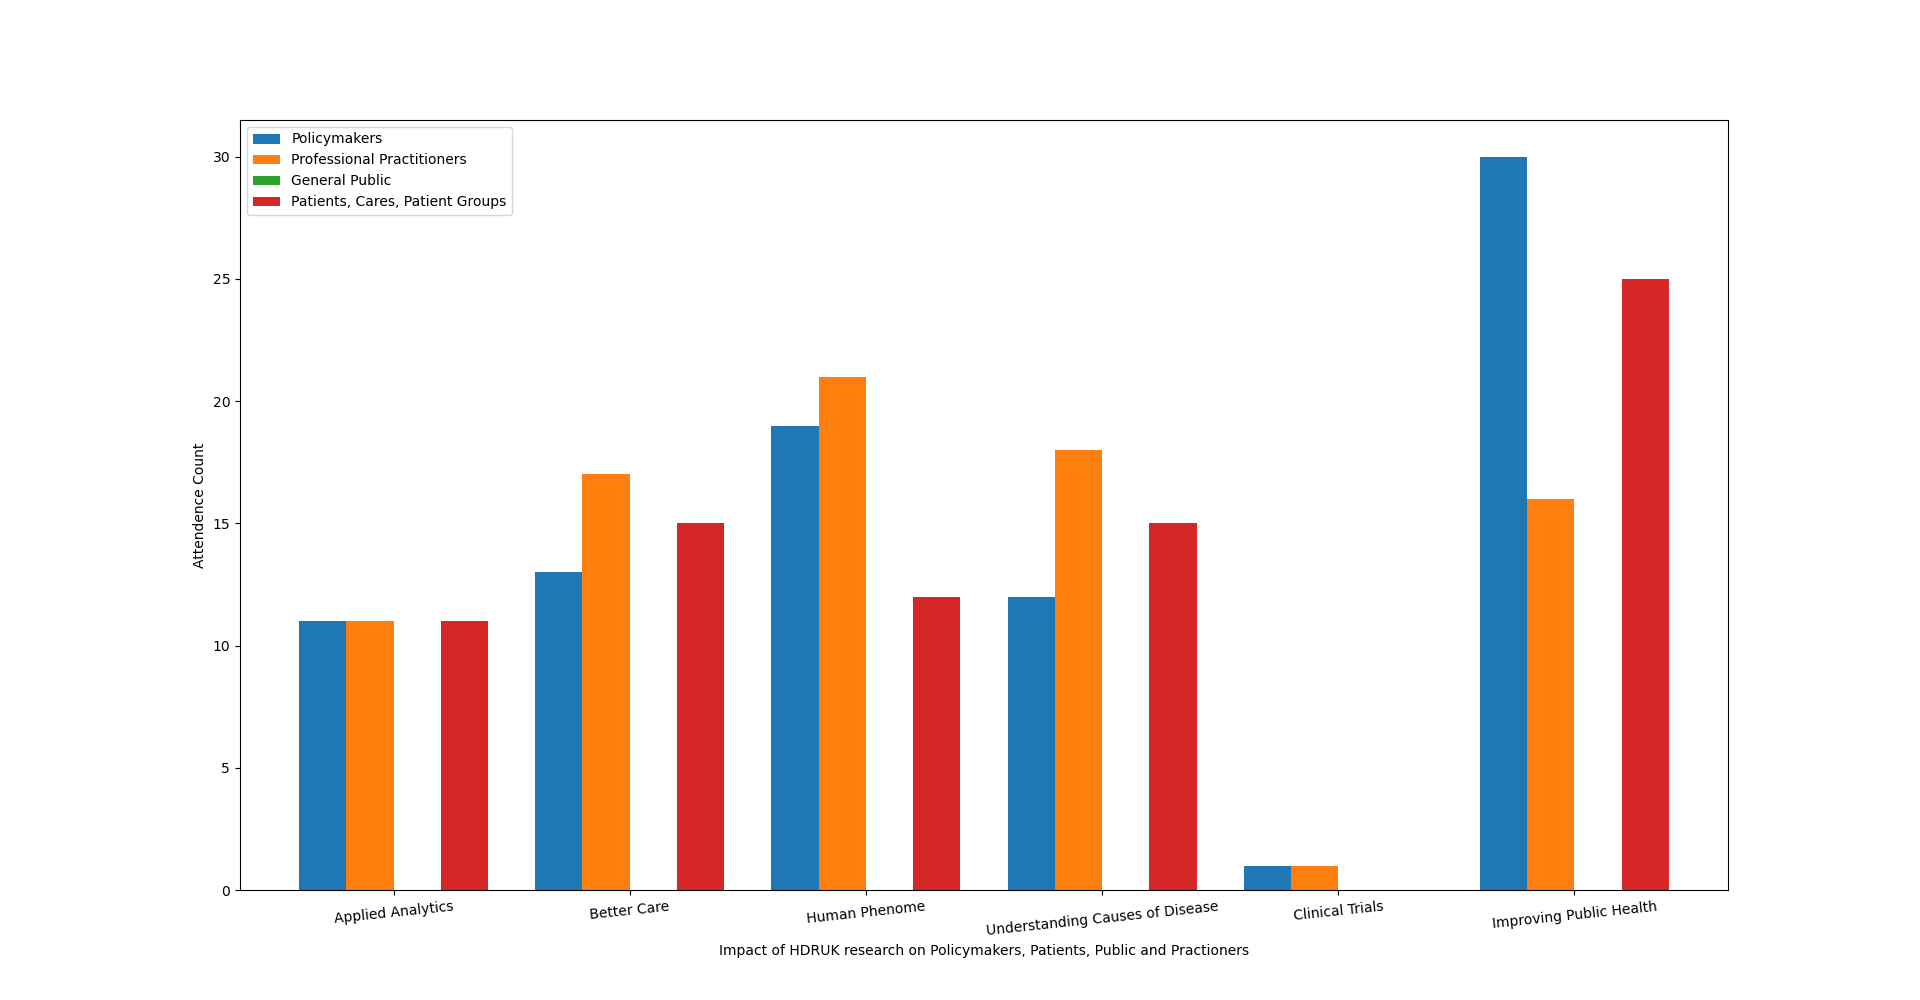 Policymakers
Professional Practitioners
General Public
Patients, Cares, Patient Groups
30
25
20
15
10
5
0
Attendence Count
Applied Analytics
Better Care
Human Phenome
Understanding Causes of Disease
Clinical Trials
Improving Public Health
Impact of HDRUK research on Policymakers, Patients, Public and Practioners